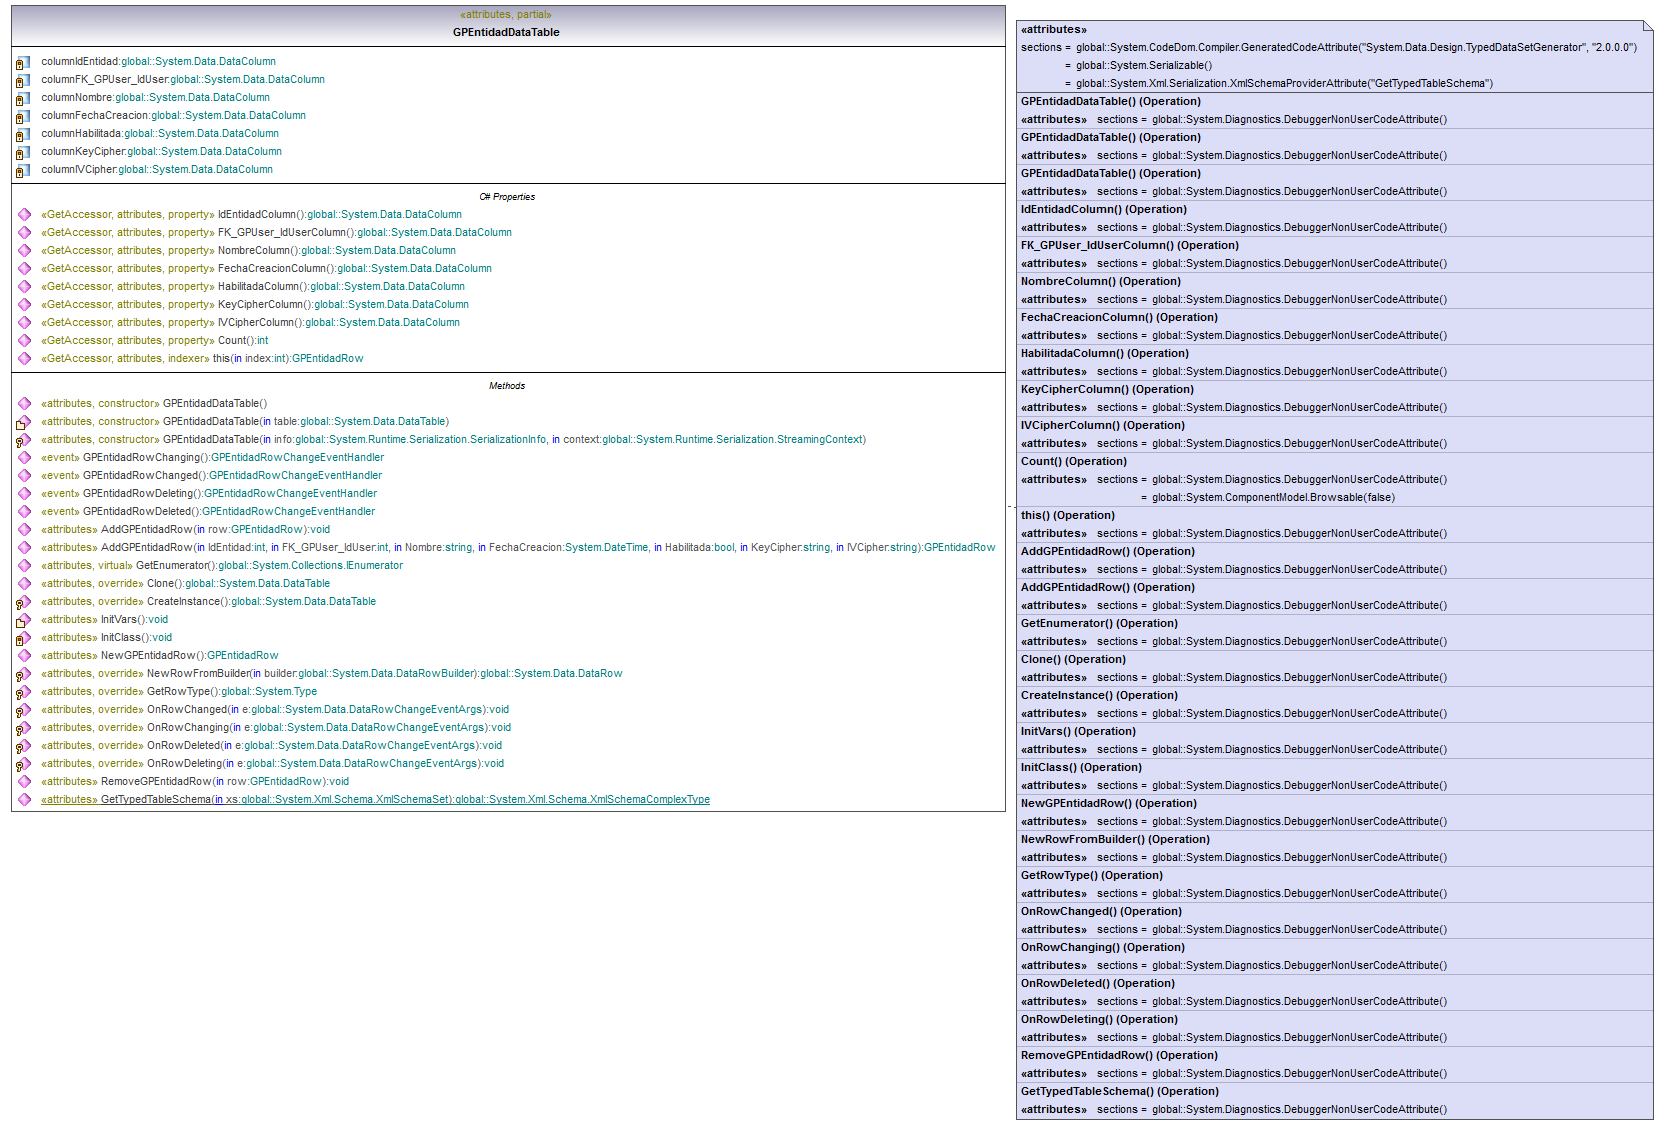 «attributes, partial»
GPEntidadDataTable
columnIdEntidad:global::System.Data.DataColumn
columnFK_GPUser_IdUser:global::System.Data.DataColumn
columnNombre:global::System.Data.DataColumn
columnFechaCreacion:global::System.Data.DataColumn
columnHabilitada:global::System.Data.DataColumn
columnKeyCipher:global::System.Data.DataColumn
columnIVCipher:global::System.Data.DataColumn
C# Properties
«GetAccessor, attributes, property» IdEntidadColumn():global::System.Data.DataColumn
«GetAccessor, attributes, property» FK_GPUser_IdUserColumn():global::System.Data.DataColumn
«GetAccessor, attributes, property» NombreColumn():global::System.Data.DataColumn
«GetAccessor, attributes, property» FechaCreacionColumn():global::System.Data.DataColumn
«GetAccessor, attributes, property» HabilitadaColumn():global::System.Data.DataColumn
«GetAccessor, attributes, property» KeyCipherColumn():global::System.Data.DataColumn
«GetAccessor, attributes, property» IVCipherColumn():global::System.Data.DataColumn
«GetAccessor, attributes, property» Count():int
«GetAccessor, attributes, indexer» this(in index:int):GPEntidadRow
Methods
«attributes, constructor» GPEntidadDataTable()
«attributes, constructor» GPEntidadDataTable(in table:global::System.Data.DataTable)
«attributes, constructor» GPEntidadDataTable(in info:global::System.Runtime.Serialization.SerializationInfo, in context:global::System.Runtime.Serialization.StreamingContext)
«event» GPEntidadRowChanging():GPEntidadRowChangeEventHandler
«event» GPEntidadRowChanged():GPEntidadRowChangeEventHandler
«event» GPEntidadRowDeleting():GPEntidadRowChangeEventHandler
«event» GPEntidadRowDeleted():GPEntidadRowChangeEventHandler
«attributes» AddGPEntidadRow(in row:GPEntidadRow):void
«attributes» AddGPEntidadRow(in IdEntidad:int, in FK_GPUser_IdUser:int, in Nombre:string, in FechaCreacion:System.DateTime, in Habilitada:bool, in KeyCipher:string, in IVCipher:string):GPEntidadRow
«attributes, virtual» GetEnumerator():global::System.Collections.IEnumerator
«attributes, override» Clone():global::System.Data.DataTable
«attributes, override» CreateInstance():global::System.Data.DataTable
«attributes» InitVars():void
«attributes» InitClass():void
«attributes» NewGPEntidadRow():GPEntidadRow
«attributes, override» NewRowFromBuilder(in builder:global::System.Data.DataRowBuilder):global::System.Data.DataRow
«attributes, override» GetRowType():global::System.Type
«attributes, override» OnRowChanged(in e:global::System.Data.DataRowChangeEventArgs):void
«attributes, override» OnRowChanging(in e:global::System.Data.DataRowChangeEventArgs):void
«attributes, override» OnRowDeleted(in e:global::System.Data.DataRowChangeEventArgs):void
«attributes, override» OnRowDeleting(in e:global::System.Data.DataRowChangeEventArgs):void
«attributes» RemoveGPEntidadRow(in row:GPEntidadRow):void
«attributes» GetTypedTableSchema(in xs:global::System.Xml.Schema.XmlSchemaSet):global::System.Xml.Schema.XmlSchemaComplexType
«attributes»
sections = global::System.CodeDom.Compiler.GeneratedCodeAttribute("System.Data.Design.TypedDataSetGenerator", "2.0.0.0")
= global::System.Serializable()
= global::System.Xml.Serialization.XmlSchemaProviderAttribute("GetTypedTableSchema")
GPEntidadDataTable() (Operation)
«attributes» sections = global::System.Diagnostics.DebuggerNonUserCodeAttribute()
GPEntidadDataTable() (Operation)
«attributes» sections = global::System.Diagnostics.DebuggerNonUserCodeAttribute()
GPEntidadDataTable() (Operation)
«attributes» sections = global::System.Diagnostics.DebuggerNonUserCodeAttribute()
IdEntidadColumn() (Operation)
«attributes» sections = global::System.Diagnostics.DebuggerNonUserCodeAttribute()
FK_GPUser_IdUserColumn() (Operation)
«attributes» sections = global::System.Diagnostics.DebuggerNonUserCodeAttribute()
NombreColumn() (Operation)
«attributes» sections = global::System.Diagnostics.DebuggerNonUserCodeAttribute()
FechaCreacionColumn() (Operation)
«attributes» sections = global::System.Diagnostics.DebuggerNonUserCodeAttribute()
HabilitadaColumn() (Operation)
«attributes» sections = global::System.Diagnostics.DebuggerNonUserCodeAttribute()
KeyCipherColumn() (Operation)
«attributes» sections = global::System.Diagnostics.DebuggerNonUserCodeAttribute()
IVCipherColumn() (Operation)
«attributes» sections = global::System.Diagnostics.DebuggerNonUserCodeAttribute()
Count() (Operation)
«attributes» sections = global::System.Diagnostics.DebuggerNonUserCodeAttribute()
= global::System.ComponentModel.Browsable(false)
this() (Operation)
«attributes» sections = global::System.Diagnostics.DebuggerNonUserCodeAttribute()
AddGPEntidadRow() (Operation)
«attributes» sections = global::System.Diagnostics.DebuggerNonUserCodeAttribute()
AddGPEntidadRow() (Operation)
«attributes» sections = global::System.Diagnostics.DebuggerNonUserCodeAttribute()
GetEnumerator() (Operation)
«attributes» sections = global::System.Diagnostics.DebuggerNonUserCodeAttribute()
Clone() (Operation)
«attributes» sections = global::System.Diagnostics.DebuggerNonUserCodeAttribute()
CreateInstance() (Operation)
«attributes» sections = global::System.Diagnostics.DebuggerNonUserCodeAttribute()
InitVars() (Operation)
«attributes» sections = global::System.Diagnostics.DebuggerNonUserCodeAttribute()
InitClass() (Operation)
«attributes» sections = global::System.Diagnostics.DebuggerNonUserCodeAttribute()
NewGPEntidadRow() (Operation)
«attributes» sections = global::System.Diagnostics.DebuggerNonUserCodeAttribute()
NewRowFromBuilder() (Operation)
«attributes» sections = global::System.Diagnostics.DebuggerNonUserCodeAttribute()
GetRowType() (Operation)
«attributes» sections = global::System.Diagnostics.DebuggerNonUserCodeAttribute()
OnRowChanged() (Operation)
«attributes» sections = global::System.Diagnostics.DebuggerNonUserCodeAttribute()
OnRowChanging() (Operation)
«attributes» sections = global::System.Diagnostics.DebuggerNonUserCodeAttribute()
OnRowDeleted() (Operation)
«attributes» sections = global::System.Diagnostics.DebuggerNonUserCodeAttribute()
OnRowDeleting() (Operation)
«attributes» sections = global::System.Diagnostics.DebuggerNonUserCodeAttribute()
RemoveGPEntidadRow() (Operation)
«attributes» sections = global::System.Diagnostics.DebuggerNonUserCodeAttribute()
GetTypedTableSchema() (Operation)
«attributes» sections = global::System.Diagnostics.DebuggerNonUserCodeAttribute()